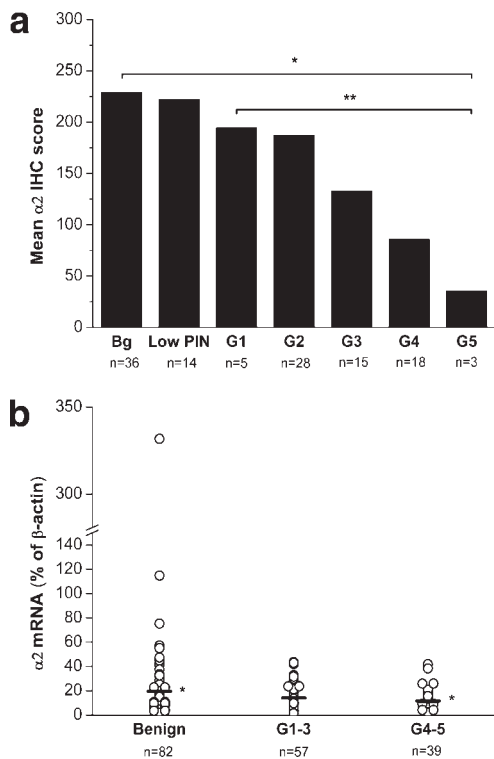 a
300
250
200
150
100
50
0
Mean α2 IHC score
*
**
Bg Low PIN G1 G2 G3 G4 G5
n=36 n=14 n=5 n=28 n=15 n=18 n=3
b
350
300
140
120
100
80
60
40
20
0
α2 mRNA (% of β-actin)
* *
Benign G1-3 G4-5
n=82 n=57 n=39